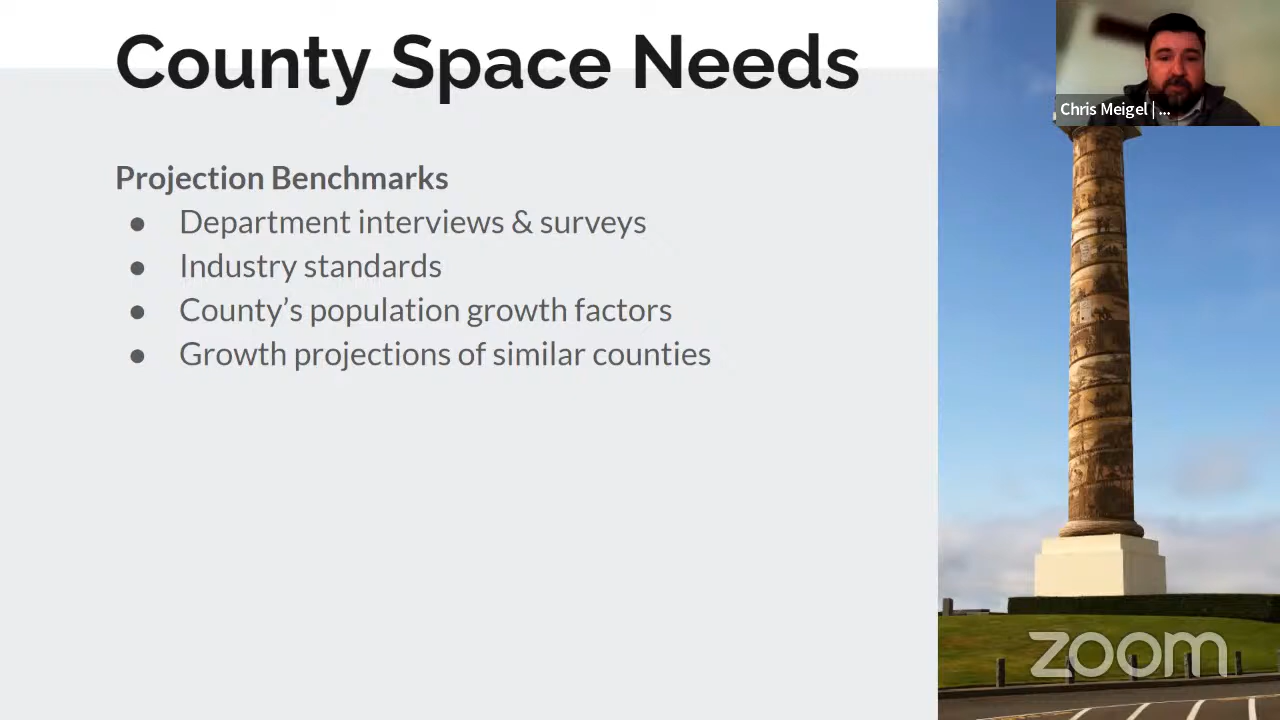 County Space Needs
Chris Meigel | ...
Projection Benchmarks
● Department interviews & surveys
● Industry standards
● County’s population growth factors
● Growth projections of similar counties
zoom